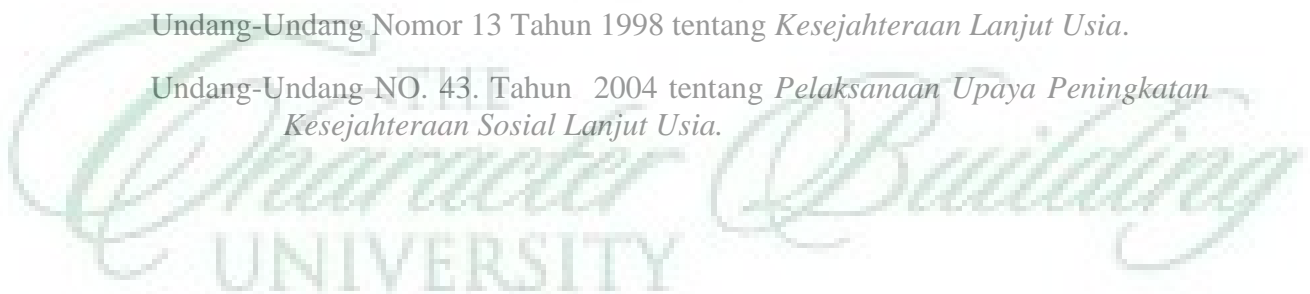 Undang-Undang Nomor 13 Tahun 1998 tentang Kesejahteraan Lanjut Usia.
Undang-Undang NO. 43. Tahun  2004 tentang Pelaksanaan Upaya Peningkatan
Kesejahteraan Sosial Lanjut Usia.
THE
Character Building
UNIVERSITY